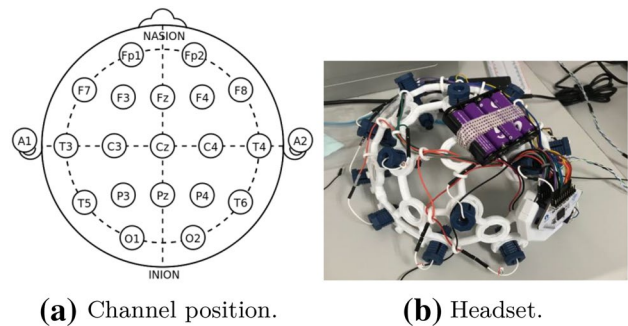 NASION
Fp1 Fp2
F7 F3 Fz F4 F8
A1 T3 C3 Cz C4 T4 A2
T5 P3 Pz P4 T6
O1 O2
INION
(a) Channel position.
(b) Headset.